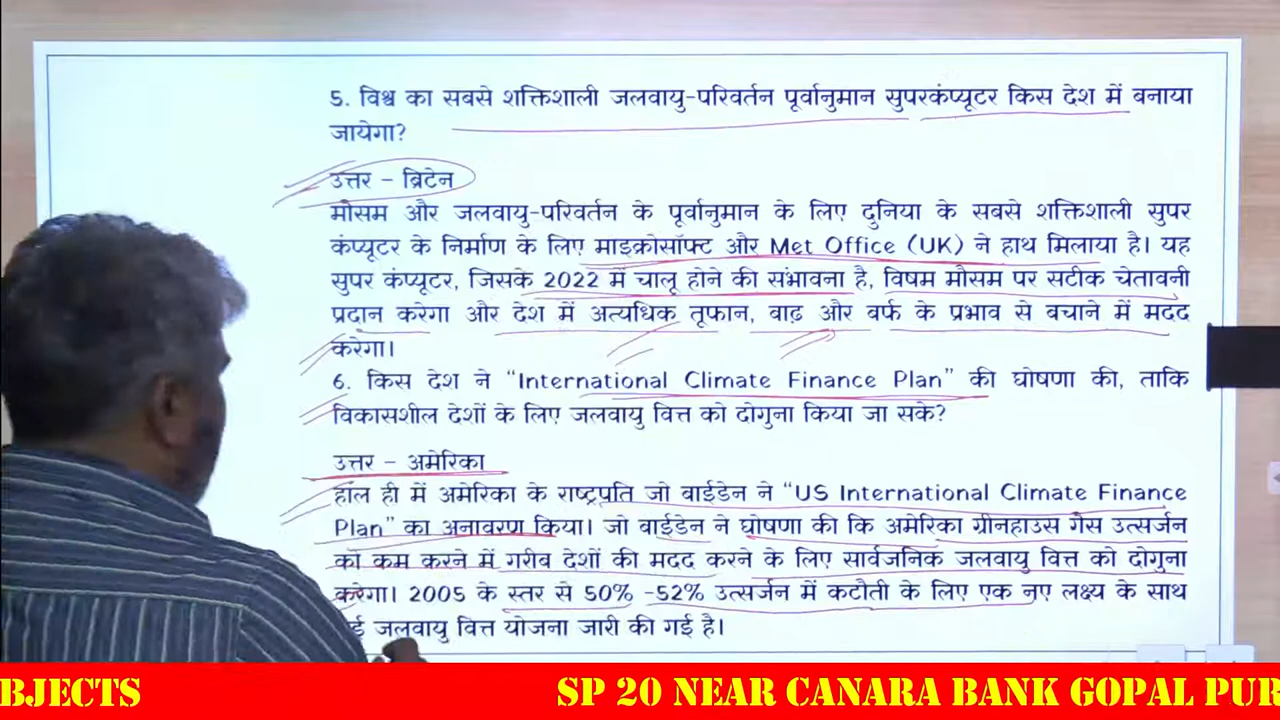 5. विश्व का सबसे शक्तिशाली जलवायु-परिवर्तन पूर्वानुमान सुपरकंप्यूटर किस देश में बनाया
जायेगा?
उत्तर – ब्रिटेन
मौसम और जलवायु-परिवर्तन के पूर्वानुमान के लिए दुनिया के सबसे शक्तिशाली सुपर
कंप्यूटर के निर्माण के लिए माइक्रोसॉफ्ट और Met Office (UK) ने हाथ मिलाया है। यह
सुपर कंप्यूटर, जिसके 2022 में चालू होने की संभावना है, विषम मौसम पर सटीक चेतावनी
प्रदान करेगा और देश में अत्यधिक तूफान, बाढ़ और बर्फ के प्रभाव से बचाने में मदद
करेगा।
6. किस देश ने “International Climate Finance Plan” की घोषणा की, ताकि
विकासशील देशों के लिए जलवायु वित्त को दोगुना किया जा सके?
उत्तर – अमेरिका
हाल ही में अमेरिका के राष्ट्रपति जो बाईडेन ने “US International Climate Finance
Plan” का अनावरण किया। जो बाईडेन ने घोषणा की कि अमेरिका ग्रीनहाउस गैस उत्सर्जन
को कम करने में गरीब देशों की मदद करने के लिए सार्वजनिक जलवायु वित्त को दोगुना
करेगा। 2005 के स्तर से 50% -52% उत्सर्जन में कटौती के लिए एक नए लक्ष्य के साथ
जलवायु वित्त योजना जारी की गई है।
BJECTS SP 20 NEAR CANARA BANK GOPAL PUR